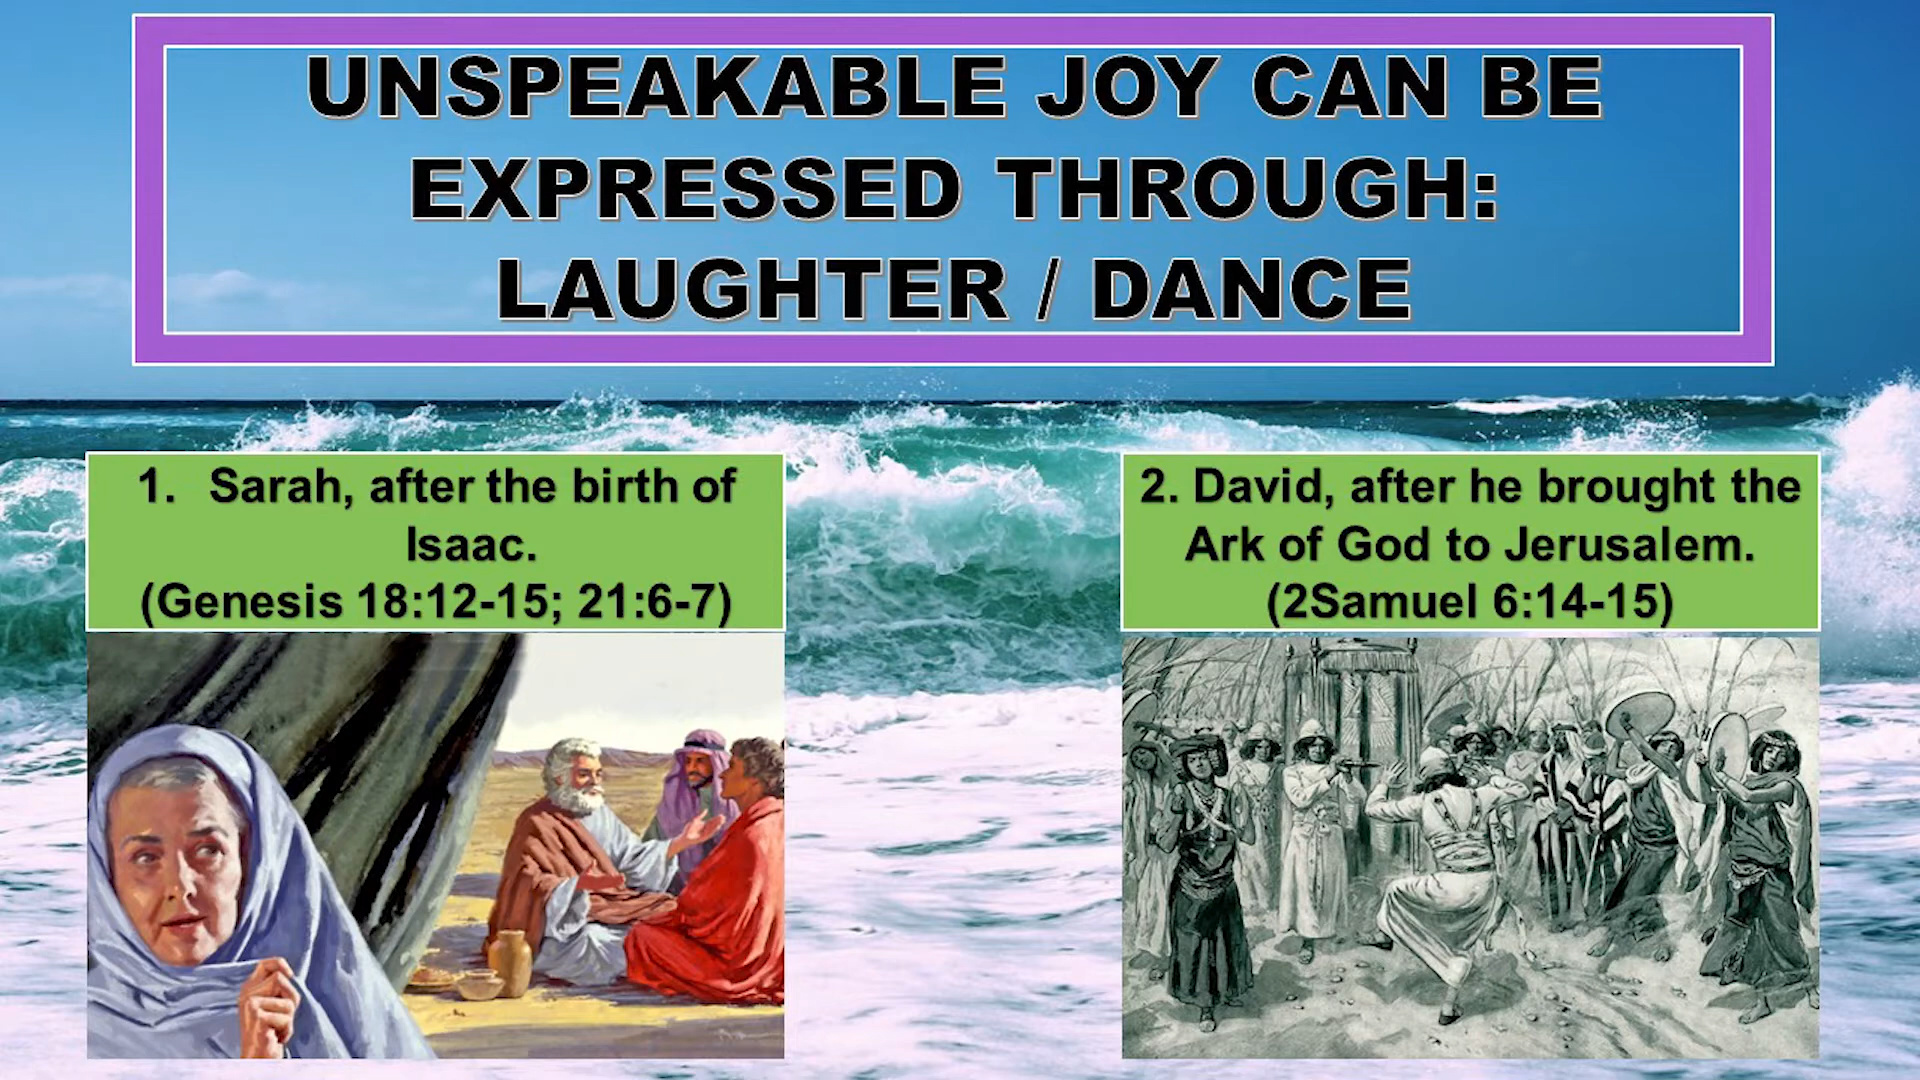 UNSPEAKABLE JOY CAN BE
EXPRESSED THROUGH:
LAUGHTER / DANCE
1. Sarah, after the birth of
Isaac.
(Genesis 18:12-15; 21:6-7)
2. David, after he brought the
Ark of God to Jerusalem.
(2Samuel 6:14-15)